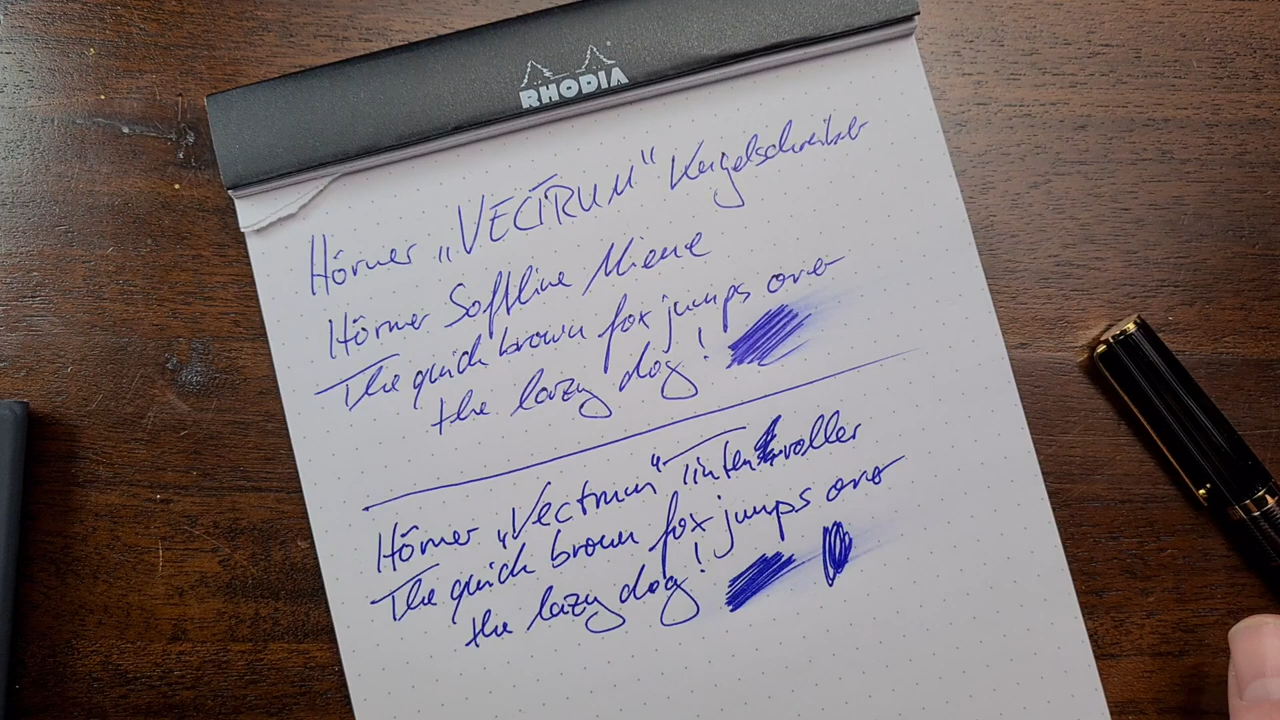 RHODIA
Hörner „VECTRUM“ Kugelschreiber
Hörner Softline Miene
The quick brown fox jumps over
the lazy dog!
Hörner „Vectrum“ Tintenroller
The quick brown fox jumps over
the lazy dog!